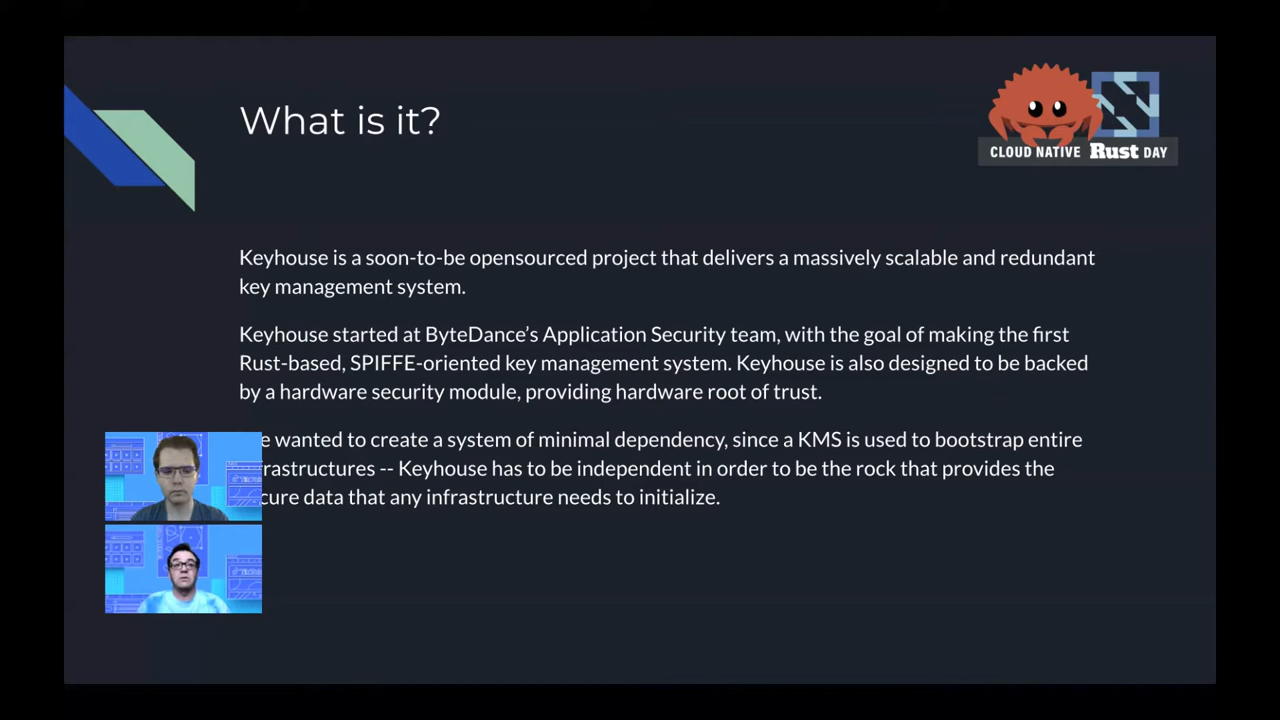 What is it?
CLOUD NATIVE Rust DAY
Keyhouse is a soon-to-be opensourced project that delivers a massively scalable and redundant
key management system.
Keyhouse started at ByteDance's Application Security team, with the goal of making the first
Rust-based, SPIFFE-oriented key management system. Keyhouse is also designed to be backed
by a hardware security module, providing hardware root of trust.
e wanted to create a system of minimal dependency, since a KMS is used to bootstrap entire
frastructures -- Keyhouse has to be independent in order to be the rock that provides the
cure data that any infrastructure needs to initialize.